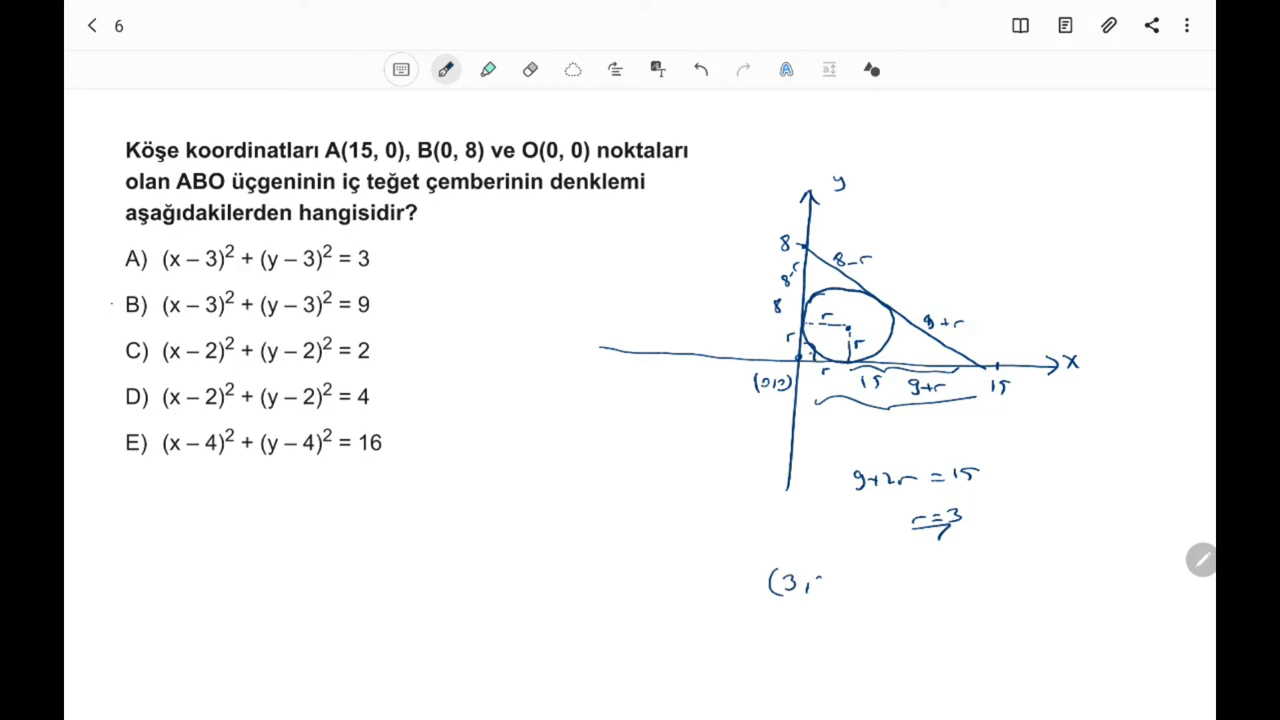 6
Köşe koordinatları A(15, 0), B(0, 8) ve O(0, 0) noktaları
olan ABO üçgeninin iç teğet çemberinin denklemi
aşağıdakilerden hangisidir?
A) (x – 3)² + (y – 3)² = 3
B) (x – 3)² + (y – 3)² = 9
C) (x – 2)² + (y – 2)² = 2
D) (x – 2)² + (y – 2)² = 4
E) (x – 4)² + (y – 4)² = 16
y
8
8-r
8-r
8
r
9+r
r
r
x
(0,0)
r
15
9+r
15
9+2r = 15
r=3
(3,